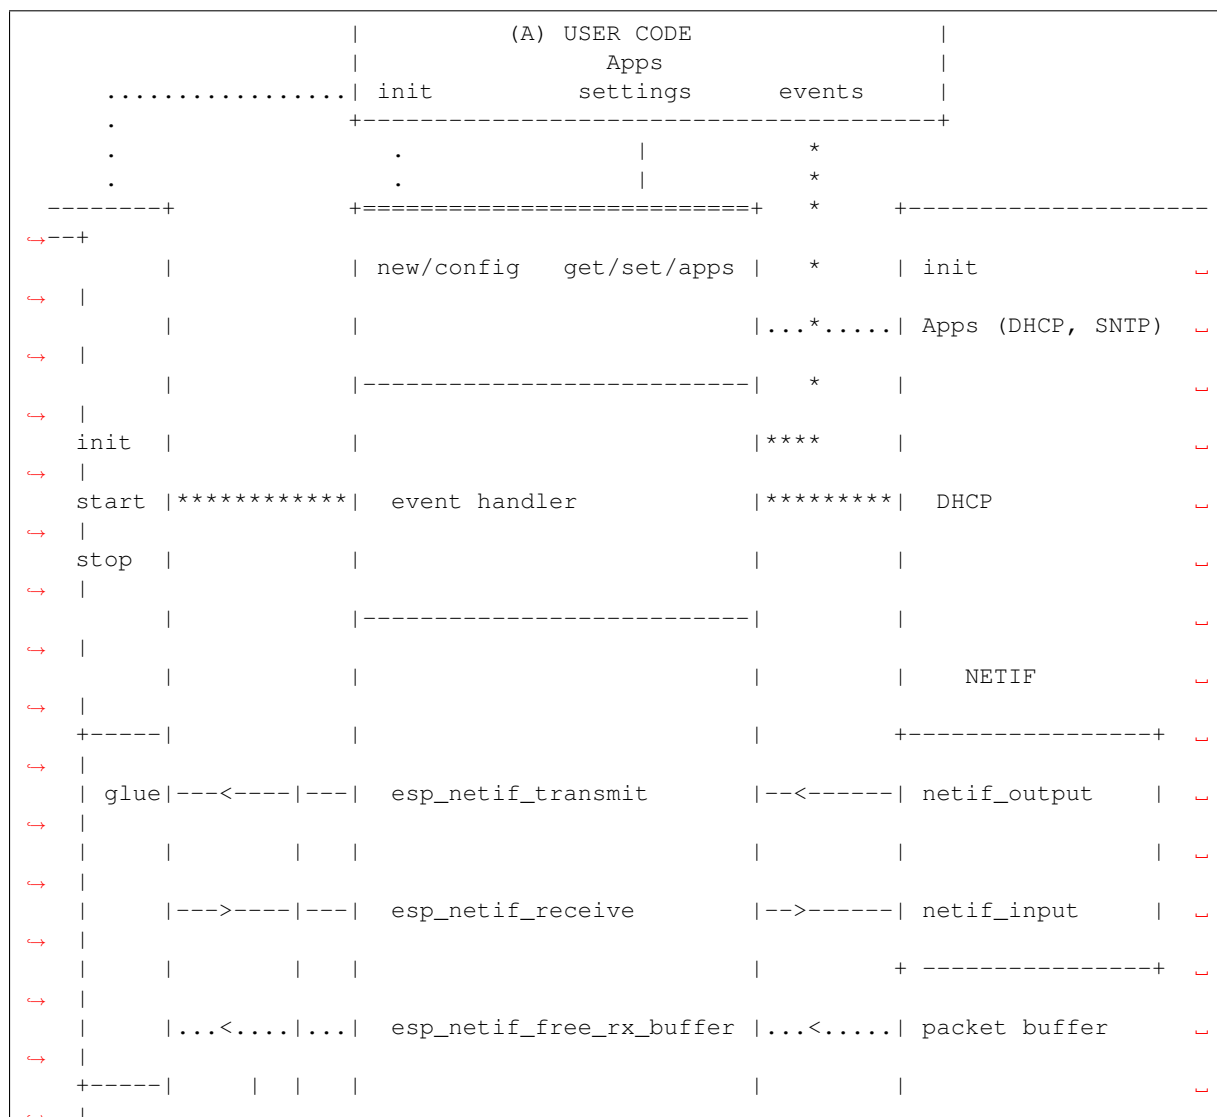 |          (A) USER CODE                 |
                      |                 Apps                   |
     .................| init          settings      events     |
     .                +----------------------------------------+
     .                   .                |           *
     .                   .                |           *
 --------+            +===========================+   *     +---------------------
↪--+
         |            | new/config   get/set/apps |   *     | init               ␣
↪  |
         |            |                           |...*.....| Apps (DHCP, SNTP)  ␣
↪  |
         |            |---------------------------|   *     |                    ␣
↪  |
   init  |            |                           |****     |                    ␣
↪  |
   start |************|  event handler            |*********|  DHCP              ␣
↪  |
   stop  |            |                           |         |                    ␣
↪  |
         |            |---------------------------|         |                    ␣
↪  |
         |            |                           |         |    NETIF           ␣
↪  |
   +-----|            |                           |         +-----------------+  ␣
↪  |
   | glue|---<----|---|  esp_netif_transmit       |--<------| netif_output    |  ␣
↪  |
   |     |        |   |                           |         |                 |  ␣
↪  |
   |     |--->----|---|  esp_netif_receive        |-->------| netif_input     |  ␣
↪  |
   |     |        |   |                           |         + ----------------+  ␣
↪  |
   |     |...<....|...|  esp_netif_free_rx_buffer |...<.....| packet buffer      ␣
↪  |
   +-----|     |  |   |                           |         |                    ␣
↪  |